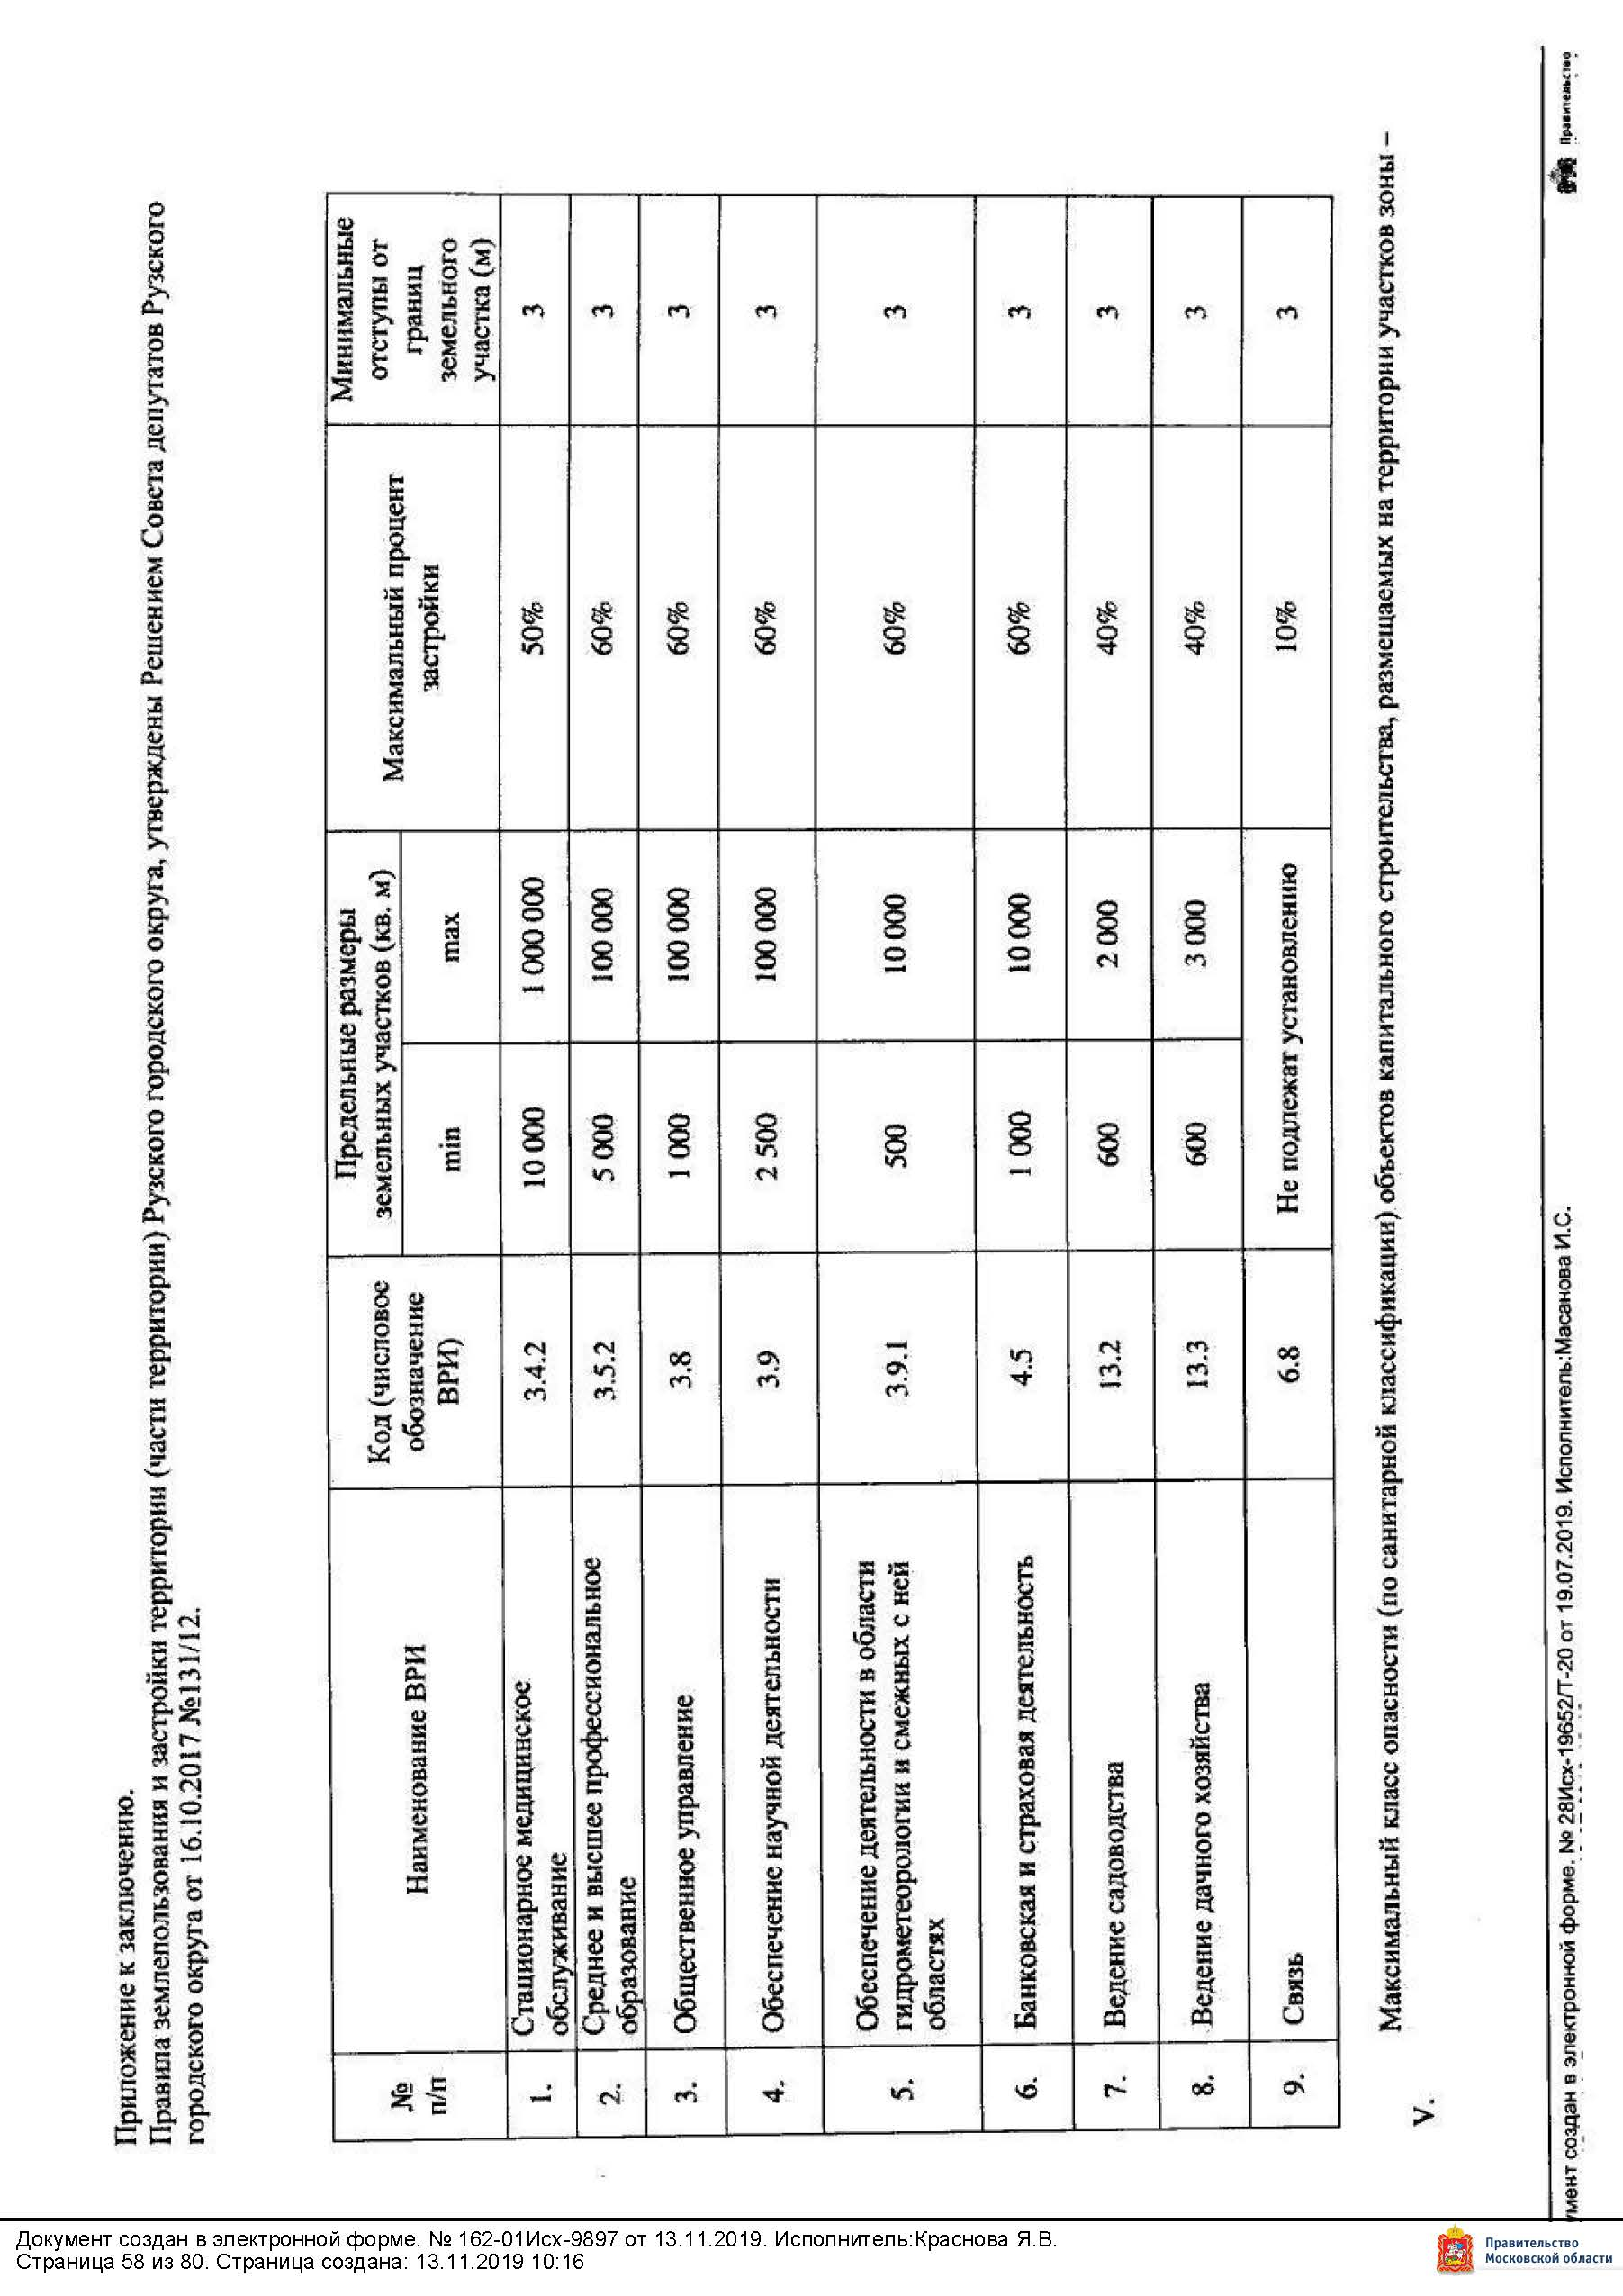 Приложение к заключению.
Правила землепользования и застройки территории (части территории) Рузского городского округа, утверждены Решением Совета депутатов Рузского
городского округа от 16.10.2017 №131/12.
№ п/п
Наименование ВРИ
Код (числовое обозначение ВРИ)
Предельные размеры земельных участков (кв. м)
min
max
Максимальный процент застройки
Минимальные отступы от границ земельного участка (м)
1. Стационарное медицинское обслуживание 3.4.2 10 000 1 000 000 50% 3
2. Среднее и высшее профессиональное образование 3.5.2 5 000 100 000 60% 3
3. Общественное управление 3.8 1 000 100 000 60% 3
4. Обеспечение научной деятельности 3.9 2 500 100 000 60% 3
5. Обеспечение деятельности в области гидрометеорологии и смежных с ней областях 3.9.1 500 10 000 60% 3
6. Банковская и страховая деятельность 4.5 1 000 10 000 60% 3
7. Ведение садоводства 13.2 600 2 000 40% 3
8. Ведение дачного хозяйства 13.3 600 3 000 40% 3
9. Связь 6.8 Не подлежат установлению 10% 3
Максимальный класс опасности (по санитарной классификации) объектов капитального строительства, размещаемых на территории участков зоны –
V.
умент создан в электронной форме. № 28Исх-19652/Т-20 от 19.07.2019. Исполнитель:Масанова И.С.
Правительство
Документ создан в электронной форме. № 162-01Исх-9897 от 13.11.2019. Исполнитель:Краснова Я.В.
Страница 58 из 80. Страница создана: 13.11.2019 10:16
Правительство
Московской области